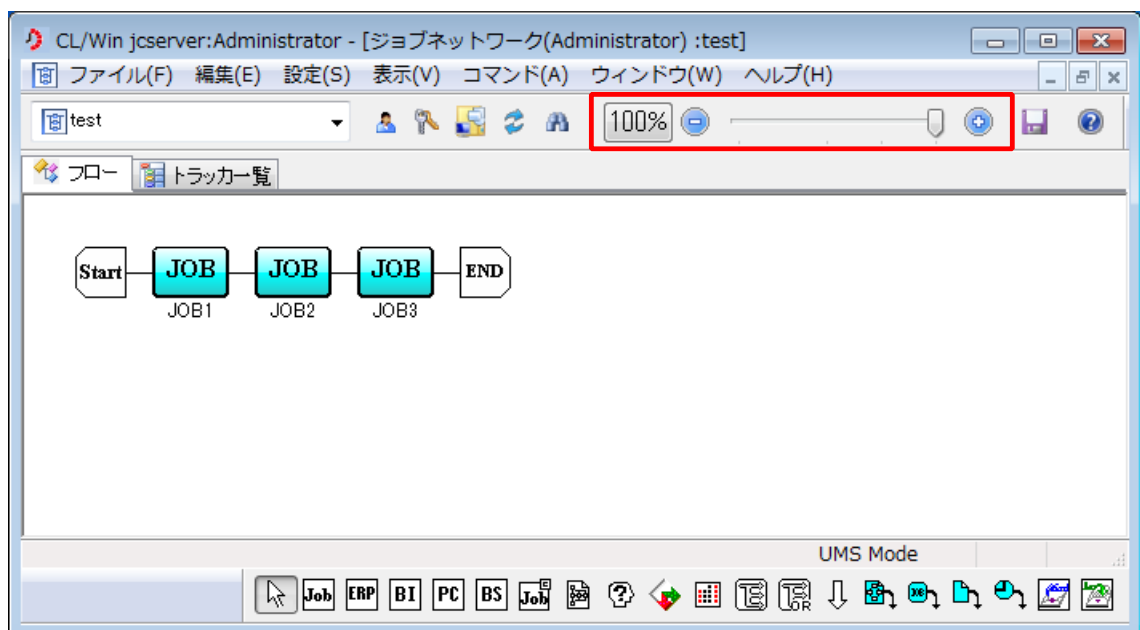 CL/Win jcserver:Administrator - [ジョブネットワーク(Administrator) :test]
ファイル(F) 編集(E) 設定(S) 表示(V) コマンド(A) ウィンドウ(W) ヘルプ(H)
test 100%
フロー トラッカー覧
Start JOB JOB JOB END
JOB1 JOB2 JOB3
UMS Mode
Job ERP BI PC BS Job OR